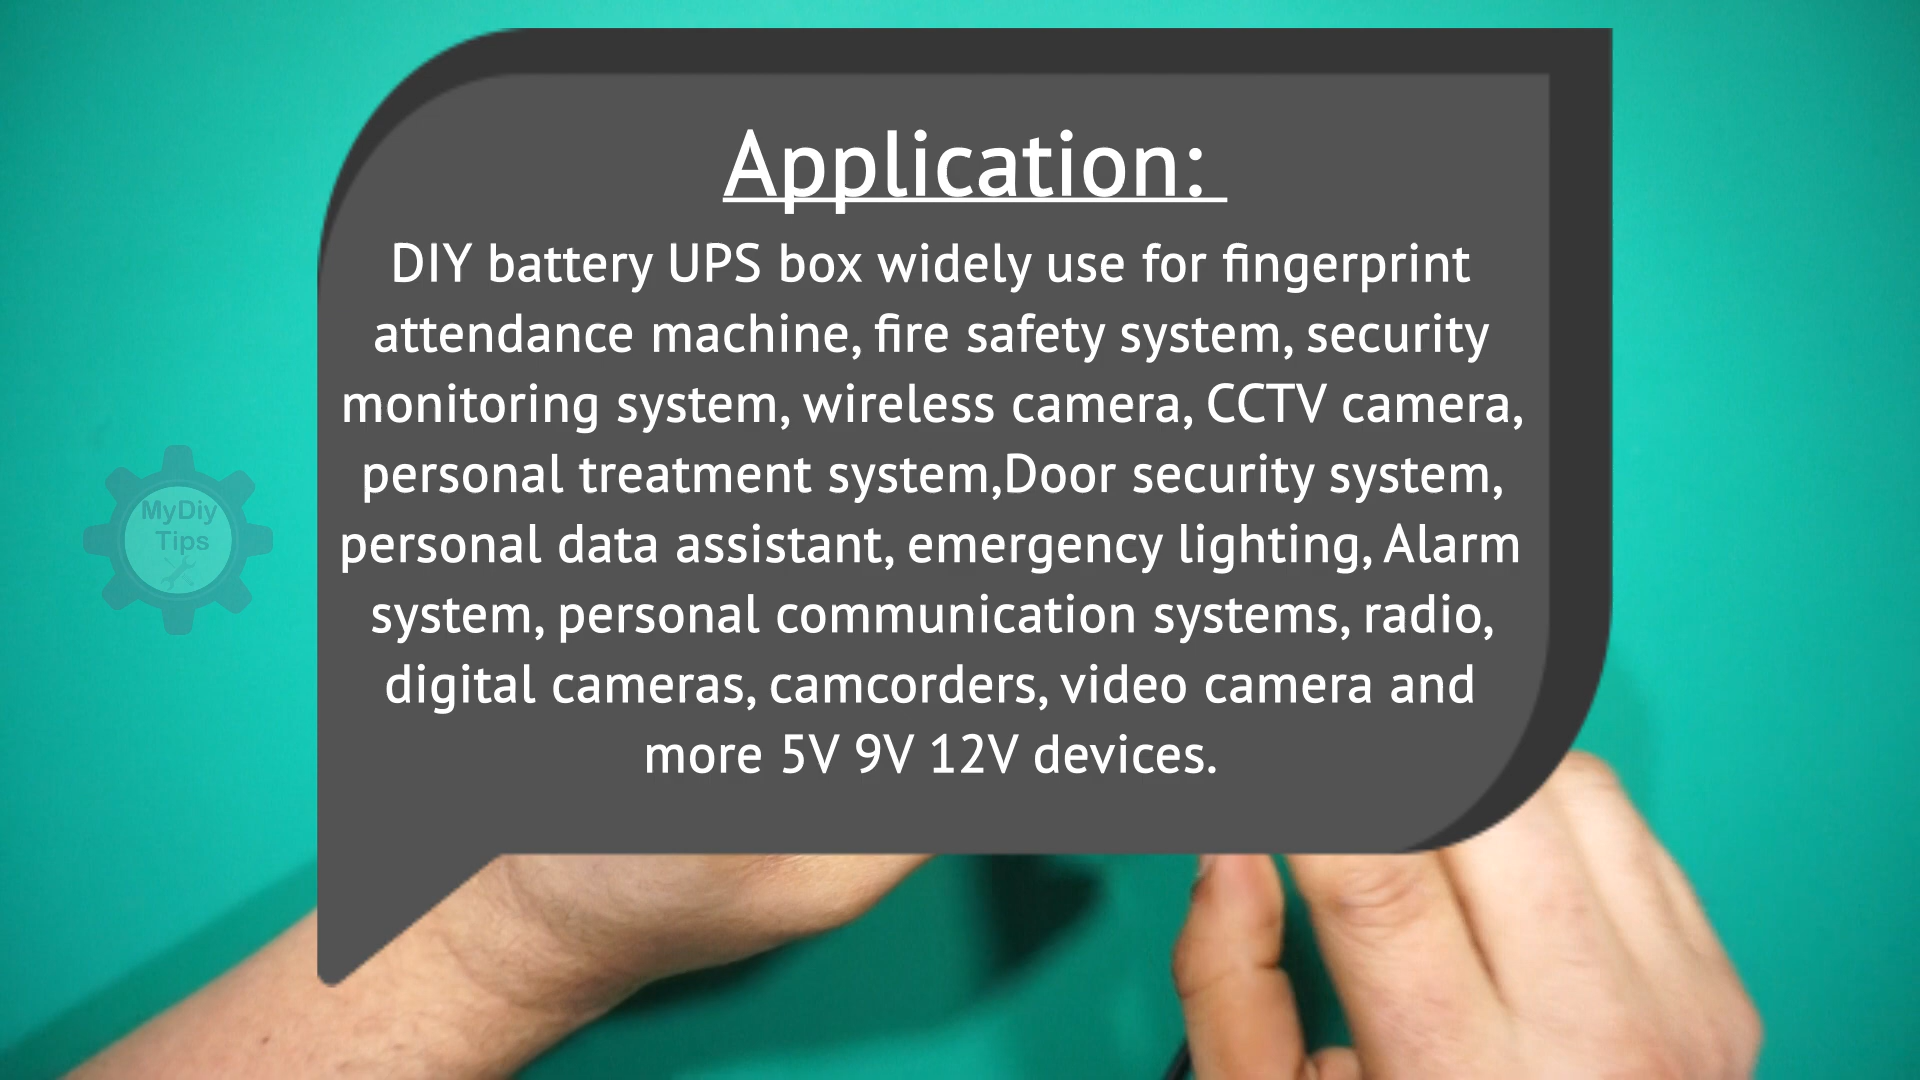 Application:
DIY battery UPS box widely use for fingerprint
attendance machine, fire safety system, security
monitoring system, wireless camera, CCTV camera,
personal treatment system,Door security system,
personal data assistant, emergency lighting, Alarm
system, personal communication systems, radio,
digital cameras, camcorders, video camera and
more 5V 9V 12V devices.
MyDiy
Tips